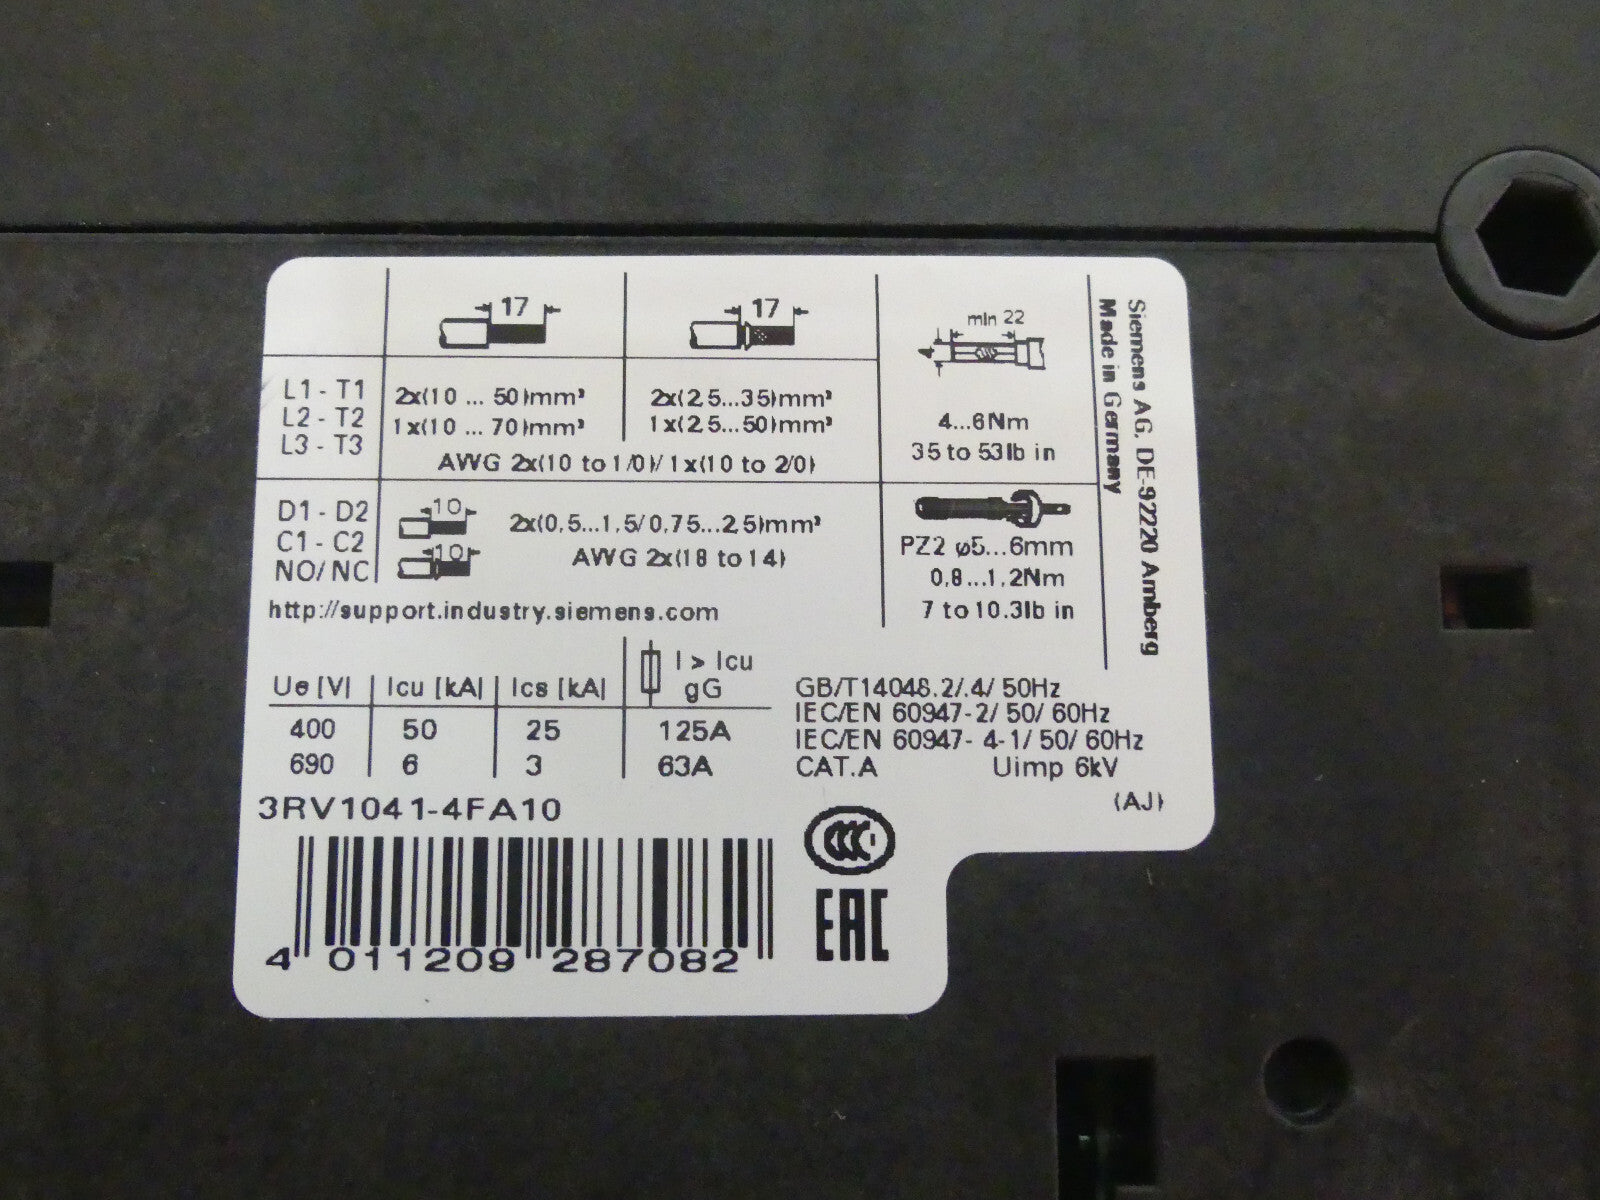 17
17
min 22
4
L1 - T1
L2 - T2
L3 - T3
2x(10 ... 50)mm²
1x(10 ... 70)mm²
2x(2,5...35)mm²
1x(2,5...50)mm²
AWG 2x(10 to 1/0)/ 1x(10 to 2/0)
4...6Nm
35 to 53lb in
D1 - D2
C1 - C2
NO/ NC
10
10
2x(0,5...1,5/0,75...2,5)mm²
AWG 2x(18 to 14)
PZ2 ⌀5...6mm
0,8...1,2Nm
7 to 10.3lb in
http://support.industry.siemens.com
Siemens AG, DE-92220 Amberg
Made in Germany
Ue [V] Icu [kA] Ics [kA] I > Icu
gG
400 50 25 125A
690 6 3 63A
GB/T14048.2/.4/ 50Hz
IEC/EN 60947-2/ 50/ 60Hz
IEC/EN 60947- 4-1/ 50/ 60Hz
CAT.A Uimp 6kV
(AJ)
3RV1041-4FA10
CCC
EAC
4 011209 287082